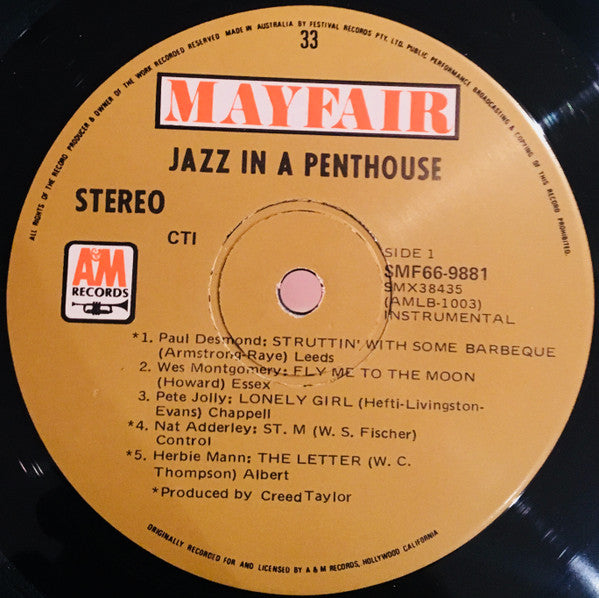 ALL RIGHTS OF THE RECORD PRODUCER & OWNER OF THE WORK RECORDED RESERVED. MADE IN AUSTRALIA BY FESTIVAL RECORDS PTY. LTD. PUBLIC PERFORMANCE BROADCASTING & COPYING OF THIS RECORD PROHIBITED.
33
MAYFAIR
JAZZ IN A PENTHOUSE
STEREO
CTI
SIDE 1
A&M
RECORDS
SMF66-9881
SMX38435
(AMLB-1003)
INSTRUMENTAL
*1. Paul Desmond: STRUTTIN' WITH SOME BARBEQUE
(Armstrong-Raye) Leeds
2. Wes Montgomery: FLY ME TO THE MOON
(Howard) Essex
3. Pete Jolly: LONELY GIRL (Hefti-Livingston-
Evans) Chappell
*4. Nat Adderley: ST. M (W. S. Fischer)
Control
*5. Herbie Mann: THE LETTER (W. C.
Thompson) Albert
*Produced by Creed Taylor
ORIGINALLY RECORDED FOR AND LICENSED BY A & M RECORDS, HOLLYWOOD CALIFORNIA